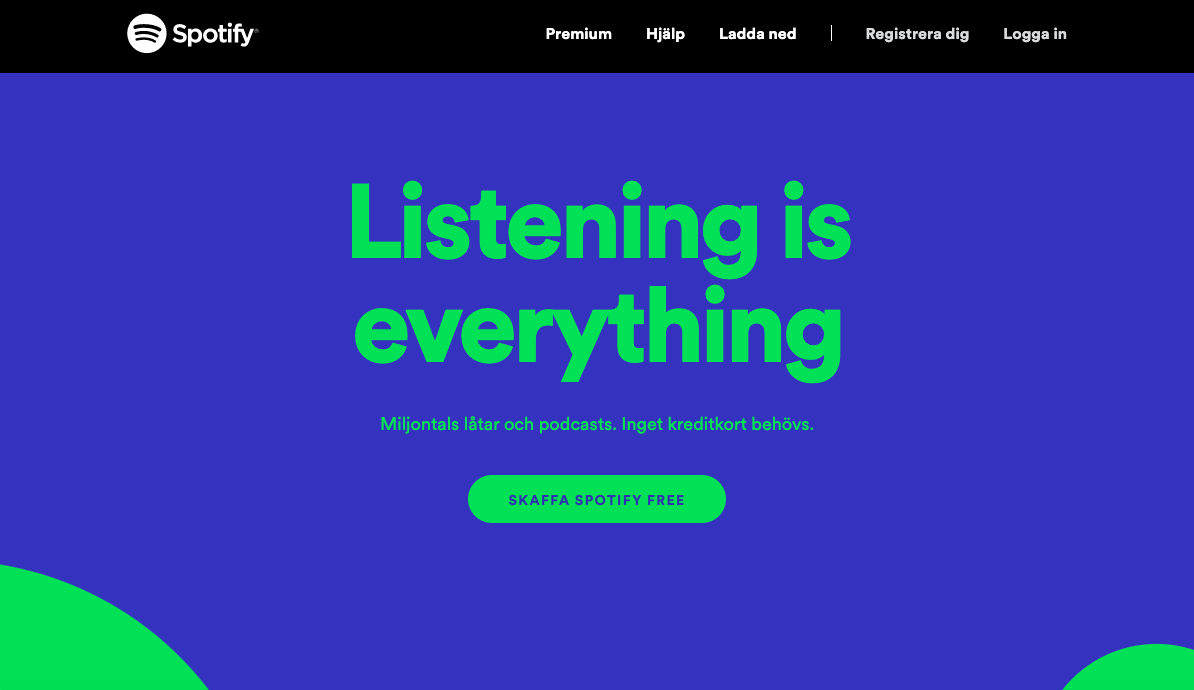 Spotify®
Premium Hjälp Ladda ned Registrera dig Logga in
Listening is
everything
Miljontals låtar och podcasts. Inget kreditkort behövs.
SKAFFA SPOTIFY FREE